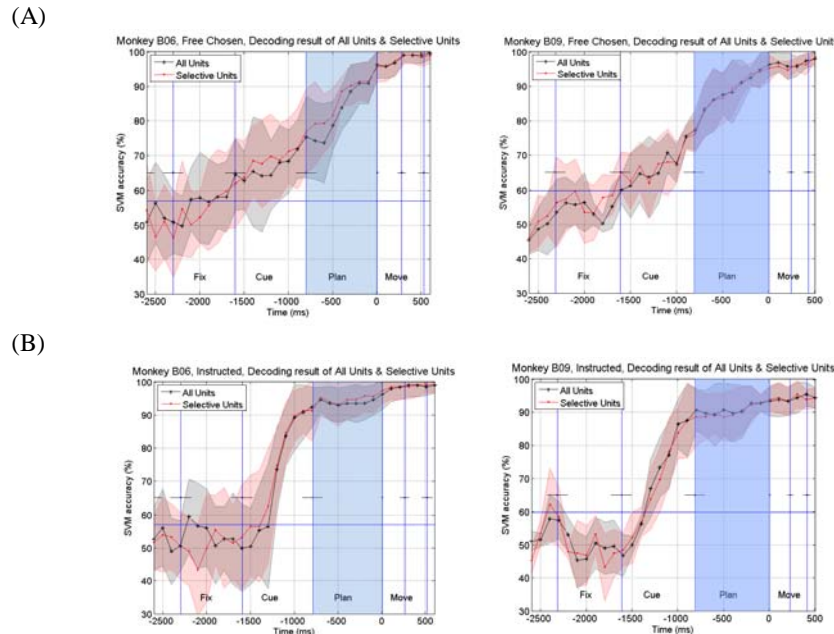 (A)
Monkey B06, Free Chosen, Decoding result of All Units & Selective Units
100
90
80
70
60
50
40
30
SVM accuracy (%)
All Units
Selective Units
Fix Cue Plan Move
-2500 -2000 -1500 -1000 -500 0 500
Time (ms)
Monkey B09, Free Chosen, Decoding result of All Units & Selective Units
100
90
80
70
60
50
40
30
SVM accuracy (%)
All Units
Selective Units
Fix Cue Plan Move
-2500 -2000 -1500 -1000 -500 0 500
Time (ms)
(B)
Monkey B06, Instructed, Decoding result of All Units & Selective Units
100
90
80
70
60
50
40
30
SVM accuracy (%)
All Units
Selective Units
Fix Cue Plan Move
-2500 -2000 -1500 -1000 -500 0 500
Time (ms)
Monkey B09, Instructed, Decoding result of All Units & Selective Units
100
90
80
70
60
50
40
30
SVM accuracy (%)
All Units
Selective Units
Fix Cue Plan Move
-2500 -2000 -1500 -1000 -500 0 500
Time (ms)